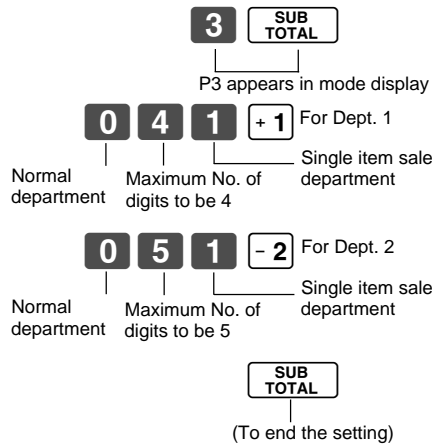 3 SUB TOTAL
P3 appears in mode display
0 4 1 + 1 For Dept. 1
Single item sale department
Normal department
Maximum No. of digits to be 4
0 5 1 - 2 For Dept. 2
Single item sale department
Normal department
Maximum No. of digits to be 5
SUB TOTAL
(To end the setting)